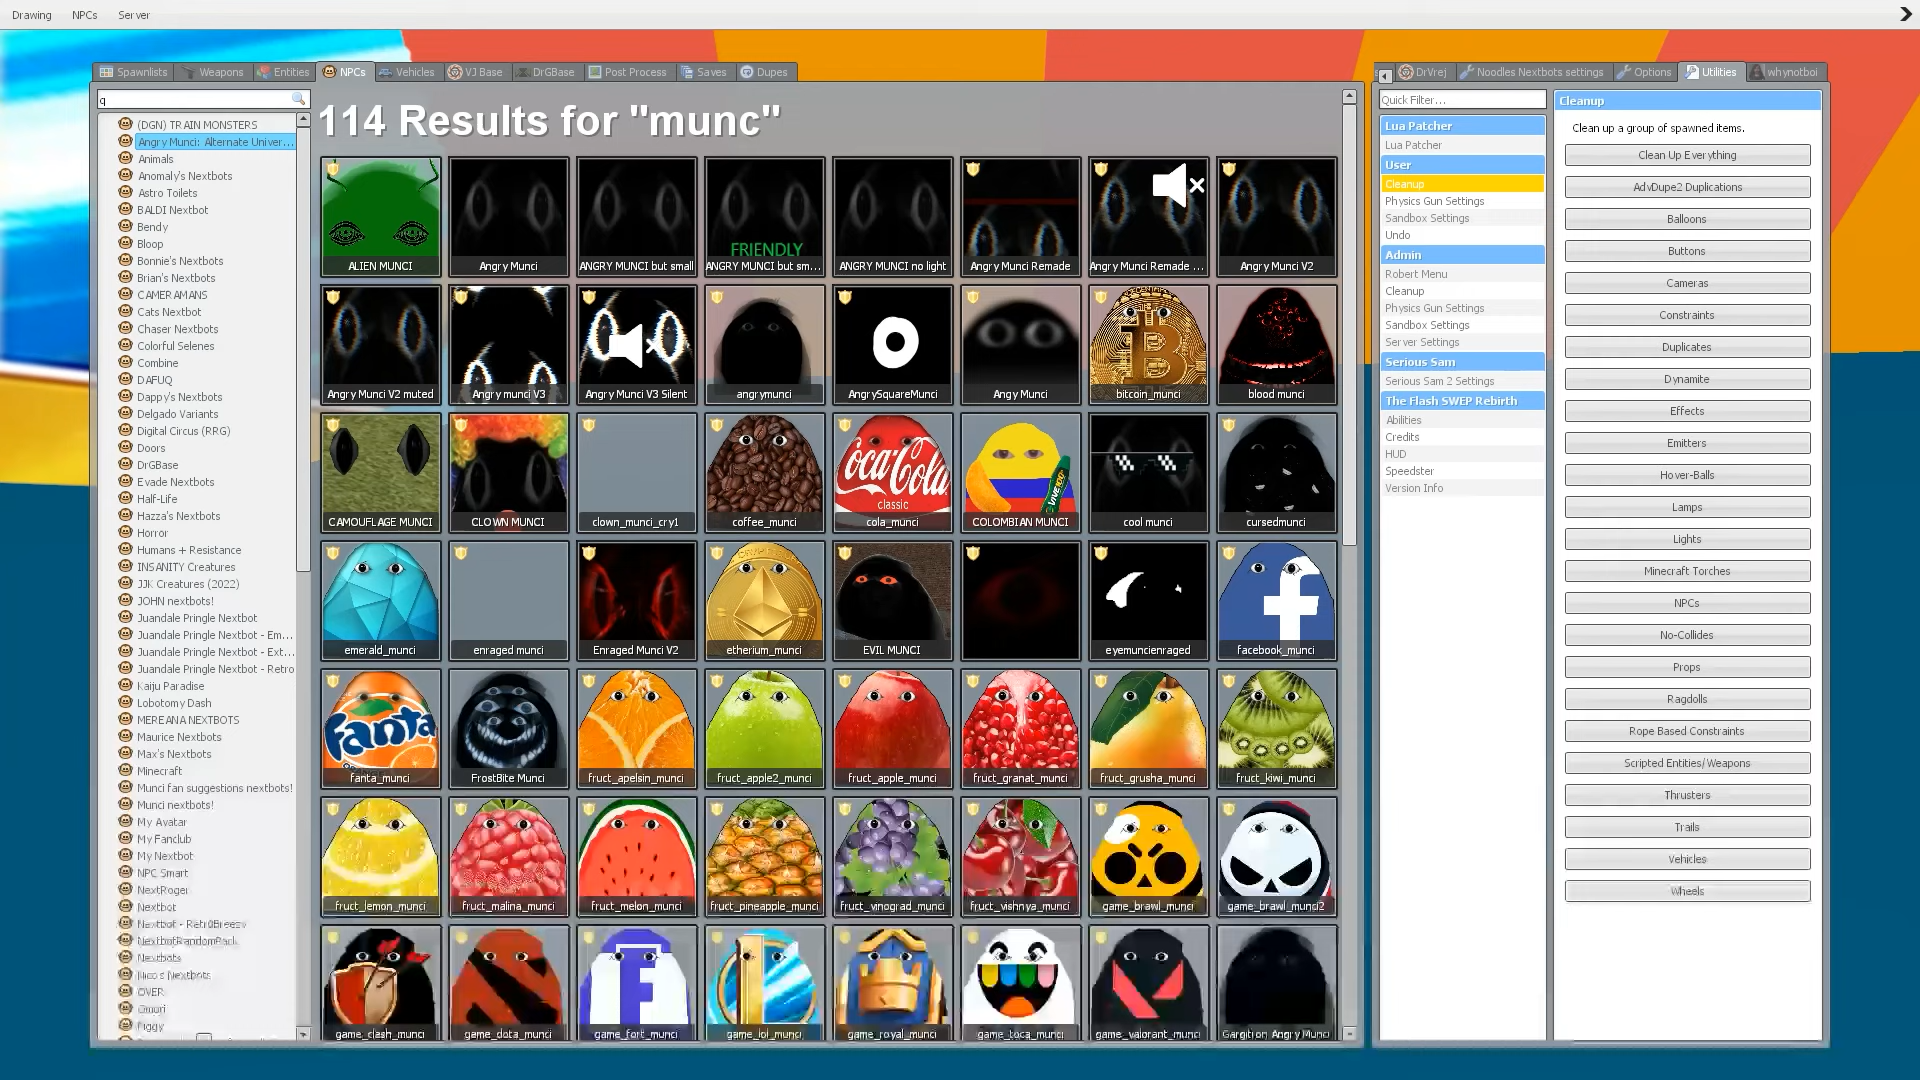 Drawing NPCs Server
Spawnlists Weapons Entities NPCs Vehicles VJ Base DrGBase Post Process Saves Dupes
DrVrej Noodles Nextbots settings Options Utilities whynotboi
q
(DGN) TRAIN MONSTERS
Angry Munci: Alternate Univer...
Animals
Anomaly's Nextbots
Astro Toilets
BALDI Nextbot
Bendy
Bloop
Bonnie's Nextbots
Brian's Nextbots
CAMERAMANS
Cats Nextbot
Chaser Nextbots
Colorful Selenes
Combine
DAFUQ
Dappy's Nextbots
Delgado Variants
Digital Circus (RRG)
Doors
DrGBase
Evade Nextbots
Half-Life
Hazza's Nextbots
Horror
Humans + Resistance
INSANITY Creatures
JJK Creatures (2022)
JOHN nextbots!
Juandale Pringle Nextbot
Juandale Pringle Nextbot - Em...
Juandale Pringle Nextbot - Ext...
Juandale Pringle Nextbot - Retro
Kaiju Paradise
Lobotomy Dash
MEREANA NEXTBOTS
Maurice Nextbots
Max's Nextbots
Minecraft
Munci fan suggestions nextbots!
Munci nextbots!
My Avatar
My Fanclub
My Nextbot
NPC Smart
NextRoger
Nextbot
Nextbot - Retr0Breezy
NextbotRandomPack
Nextbots
Nico's Nextbots
OVER
Omori
Piggy
114 Results for "munc"
FRIENDLY
ALIEN MUNCI Angry Munci ANGRY MUNCI but small ANGRY MUNCI but sm... ANGRY MUNCI no light Angry Munci Remade Angry Munci Remade ... Angry Munci V2
Angry Munci V2 muted Angry munci V3 Angry Munci V3 Silent angrymunci AngrySquareMunci Angy Munci bitcoin_munci blood munci
Coca-Cola
classic
VIVE100
CAMOUFLAGE MUNCI CLOWN MUNCI clown_munci_cry1 coffee_munci cola_munci COLOMBIAN MUNCI cool munci cursedmunci
emerald_munci enraged munci Enraged Munci V2 etherium_munci EVIL MUNCI eyemuncienraged facebook_munci
fanta
fanta_munci FrostBite Munci fruct_apelsin_munci fruct_apple2_munci fruct_apple_munci fruct_granat_munci fruct_grusha_munci fruct_kiwi_munci
fruct_lemon_munci fruct_malina_munci fruct_melon_munci fruct_pineapple_munci fruct_vinograd_munci fruct_vishnya_munci game_brawl_munci game_brawl_munci2
game_clash_munci game_dota_munci game_fort_munci game_lol_munci game_royal_munci game_toca_munci game_valorant_munci Gargition Angry Munci
Quick Filter...
Lua Patcher
Lua Patcher
User
Cleanup
Physics Gun Settings
Sandbox Settings
Undo
Admin
Robert Menu
Cleanup
Physics Gun Settings
Sandbox Settings
Server Settings
Serious Sam
Serious Sam 2 Settings
The Flash SWEP Rebirth
Abilities
Credits
HUD
Speedster
Version Info
Cleanup
Clean up a group of spawned items.
Clean Up Everything
AdvDupe2 Duplications
Balloons
Buttons
Cameras
Constraints
Duplicates
Dynamite
Effects
Emitters
Hover-Balls
Lamps
Lights
Minecraft Torches
NPCs
No-Collides
Props
Ragdolls
Rope Based Constraints
Scripted Entities/Weapons
Thrusters
Trails
Vehicles
Wheels